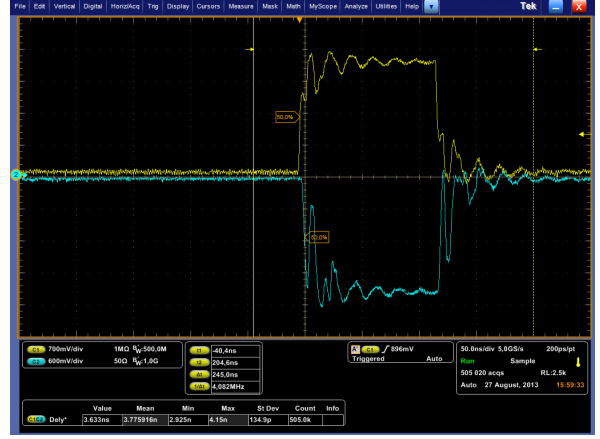 File Edit Vertical Digital Horiz/Acq Trig Display Cursors Measure Mask Math MyScope Analyze Utilities Help Tek X
50,0%
2
50,0%
C1 700mV/div 1MΩ BW:500,0M
C2 600mV/div 50Ω BW:1,0G
t1 -40,4ns
t2 204,6ns
Δt 245,0ns
1/Δt 4,082MHz
A' C1 / 896mV
Triggered Auto
50.0ns/div 5,0GS/s 200ps/pt
Run Sample
505 020 acqs RL:2.5k
Auto 27 August, 2013 15:59:33
Value Mean Min Max St Dev Count Info
C1C2 Dely* 3.633ns 3.775916n 2.925n 4.15n 134.9p 505.0k